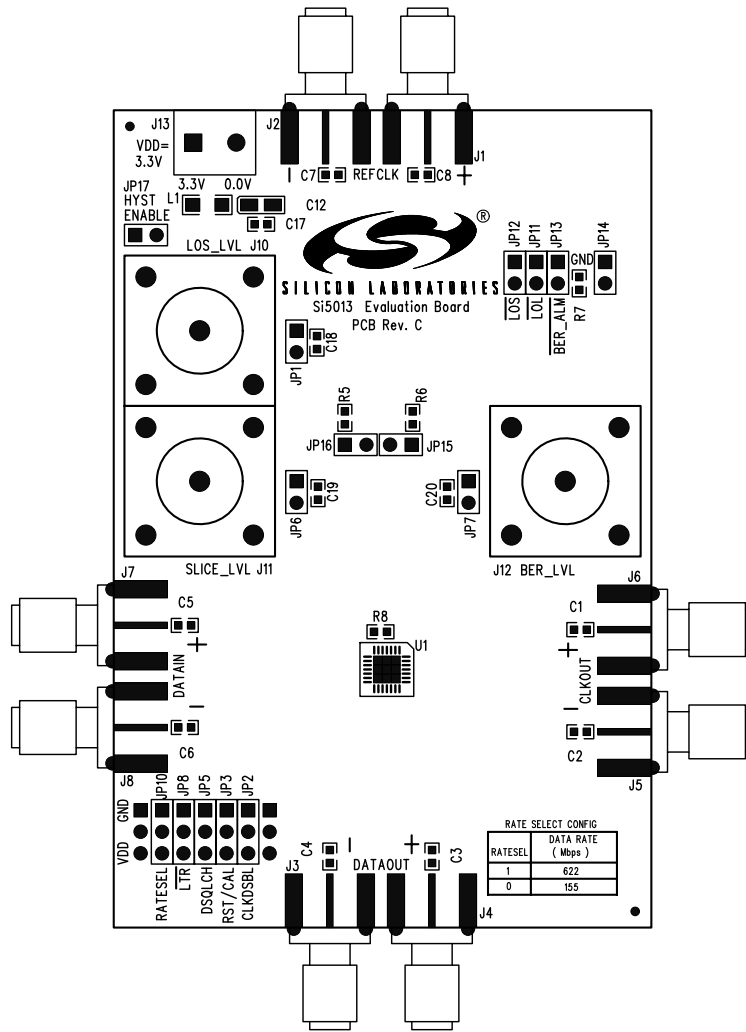 J13
J2
J1
VDD=
3.3V
3.3V
0.0V
C7
REFCLK
C8
−
+
JP17
HYST
ENABLE
L1
C12
C17
LOS_LVL J10
®
SILICON LABORATORIES
Si5013 Evaluation Board
PCB Rev. C
JP12
JP11
JP13
JP14
GND
LOS
LOL
BER_ALM
R7
JP1
C18
R5
R6
JP16
JP15
JP6
C19
C20
JP7
SLICE_LVL J11
J12 BER_LVL
J7
J6
C5
C1
R8
U1
+
+
DATAIN
CLKOUT
−
−
C6
C2
J8
J5
GND
VDD
JP10
JP8
JP5
JP3
JP2
RATESEL
LTR
DSQLCH
RST/CAL
CLKDSBL
C4
−
+
C3
J3
DATAOUT
J4
RATE SELECT CONFIG
RATESEL
DATA RATE
( Mbps )
1
622
0
155